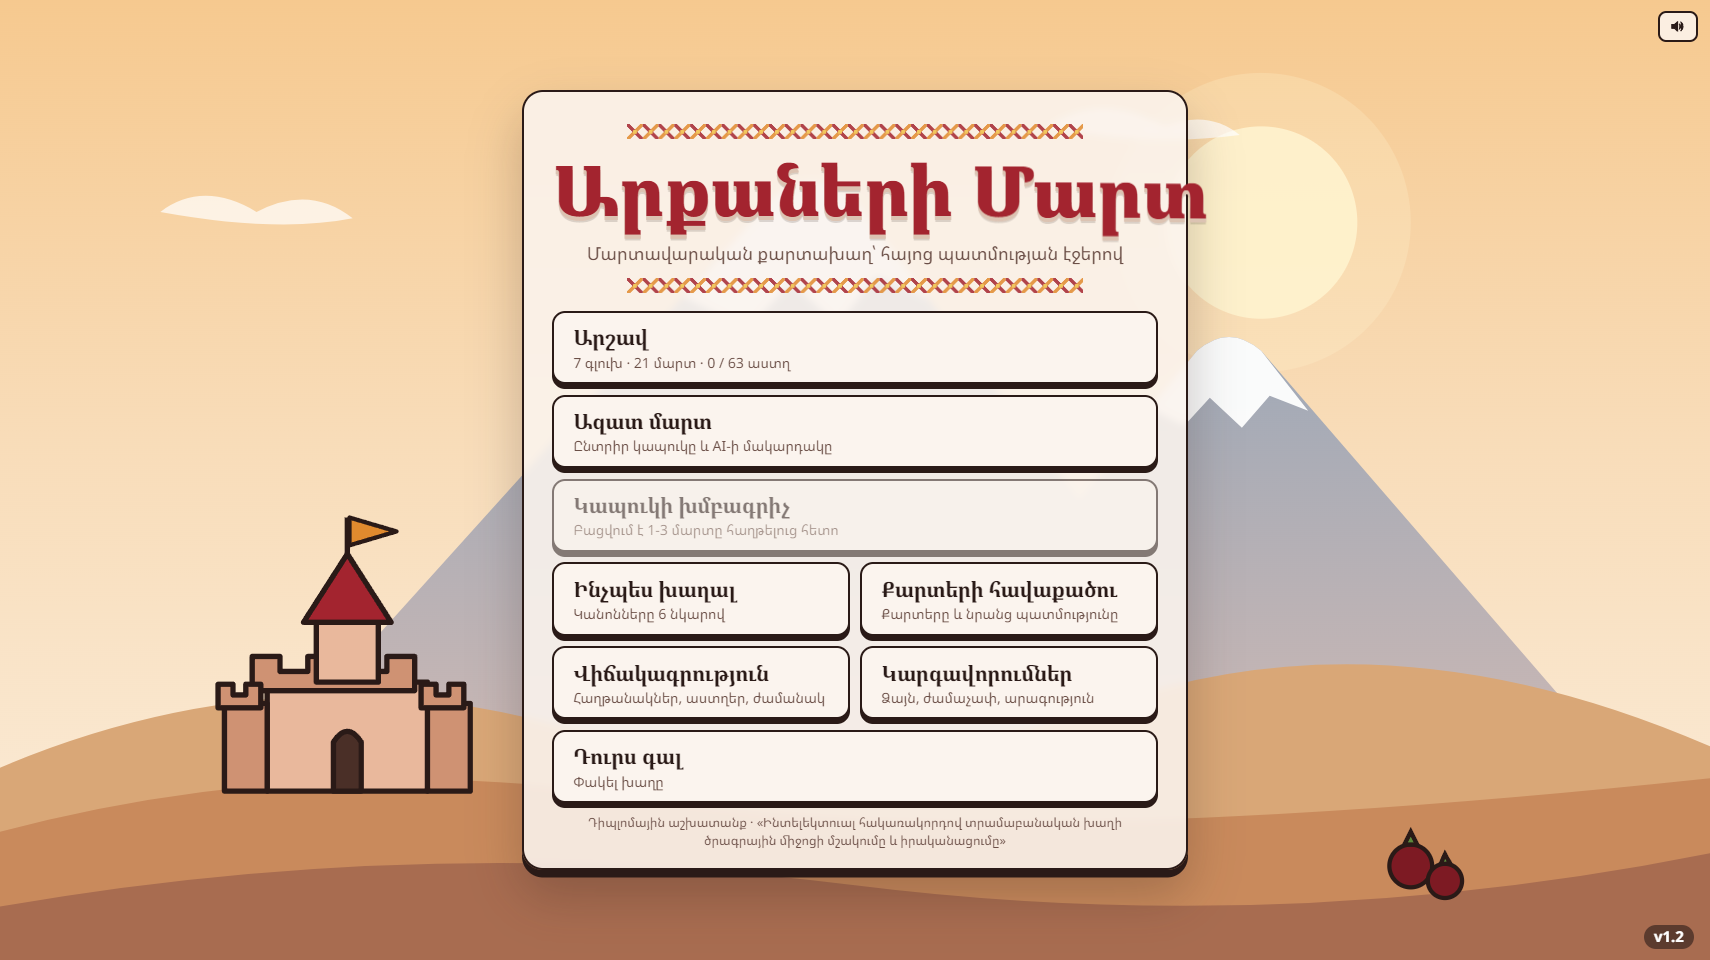 Արքաների Մարտ
Մարտավարական քարտախաղ՝ հայոց պատմության էջերով
Արշավ
7 գլուխ · 21 մարտ · 0 / 63 աստղ
Ազատ մարտ
Ընտրիր կապուկը և AI-ի մակարդակը
Կապուկի խմբագրիչ
Բացվում է 1-3 մարտը հաղթելուց հետո
Ինչպես խաղալ
Կանոնները 6 նկարով
Քարտերի հավաքածու
Քարտերը և նրանց պատմությունը
Վիճակագրություն
Հաղթանակներ, աստղեր, ժամանակ
Կարգավորումներ
Ձայն, ժամաչափ, արագություն
Դուրս գալ
Փակել խաղը
Դիպլոմային աշխատանք · «Ինտելեկտուալ հակառակորդով տրամաբանական խաղի
ծրագրային միջոցի մշակումը և իրականացումը»
v1.2